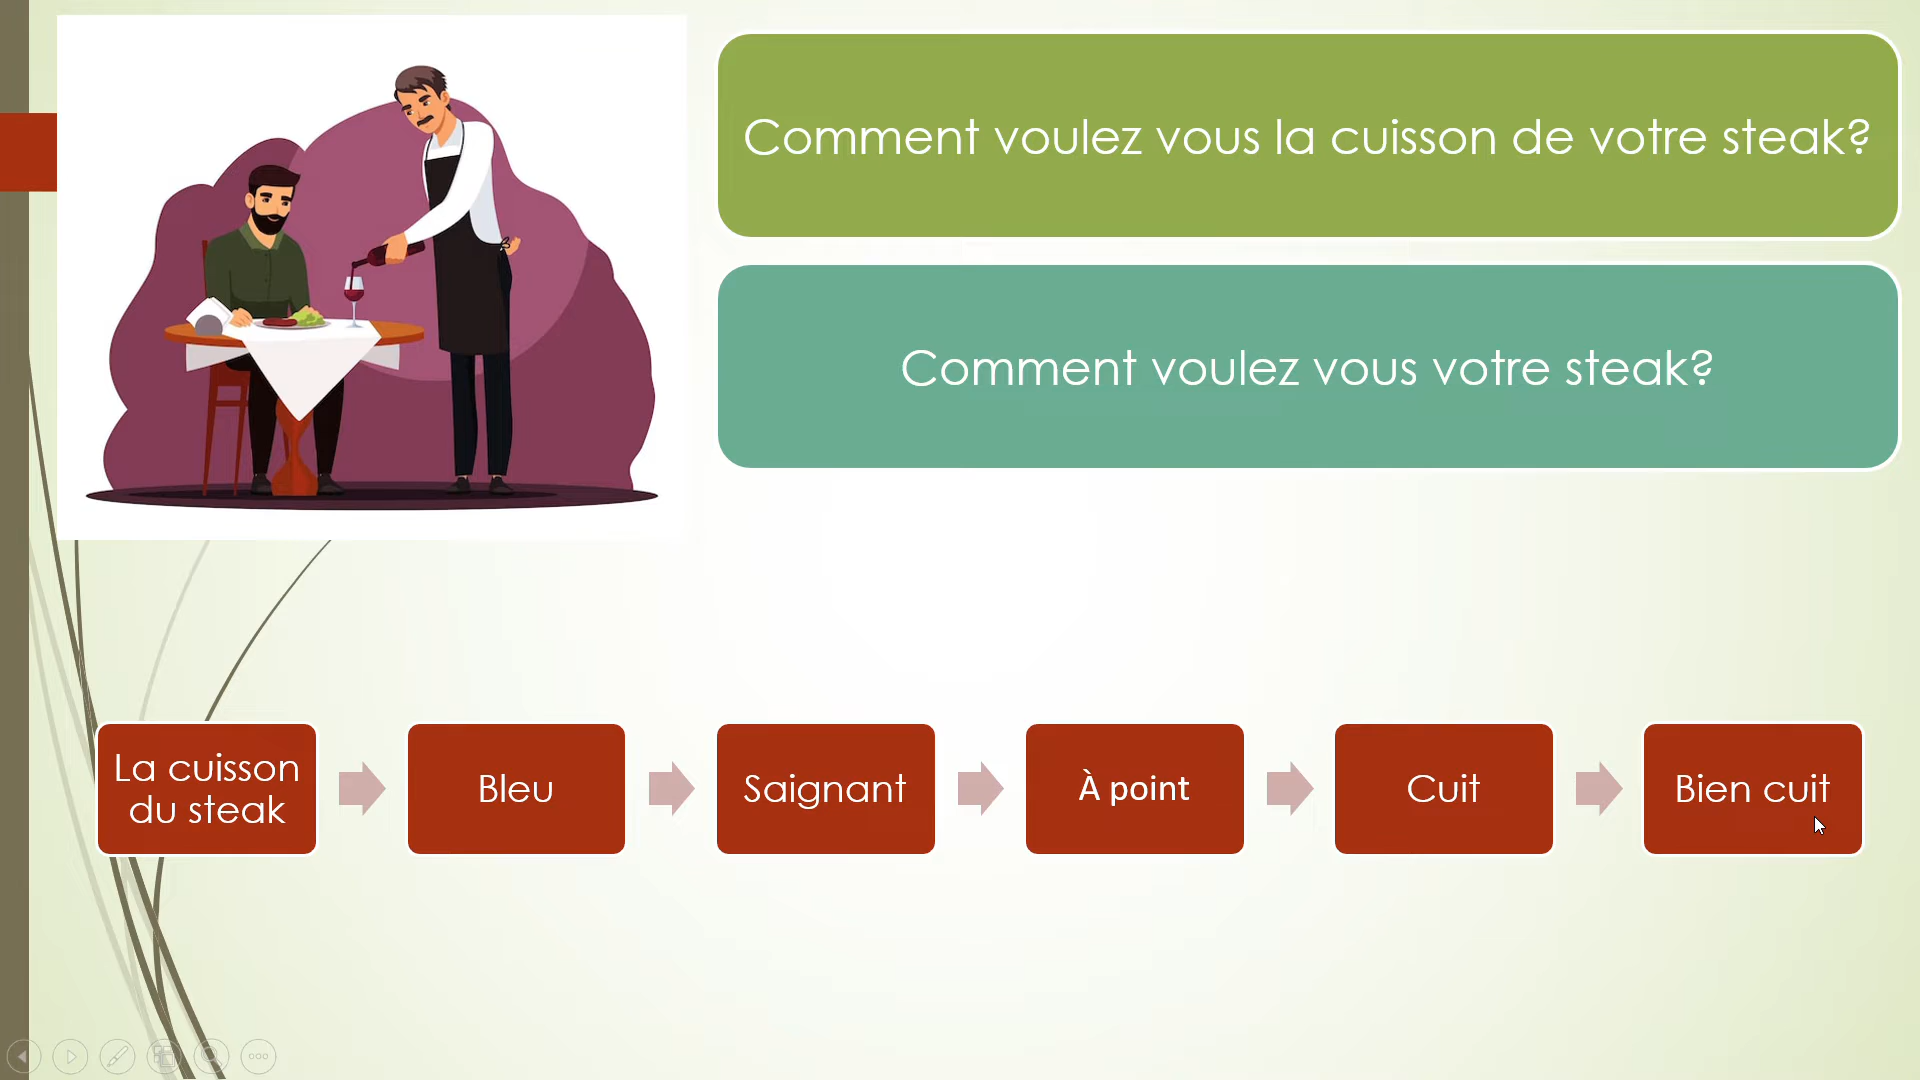 Comment voulez vous la cuisson de votre steak?
Comment voulez vous votre steak?
La cuisson
du steak
Bleu
Saignant
À point
Cuit
Bien cuit